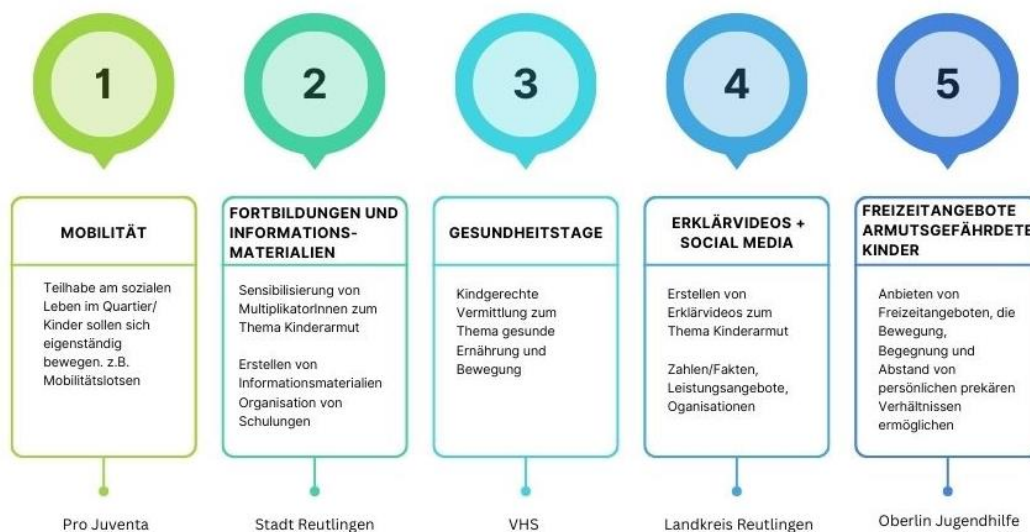 1
MOBILITÄT
Teilhabe am sozialen
Leben im Quartier/
Kinder sollen sich
eigenständig
bewegen. z.B.
Mobilitätslotsen
Pro Juventa
2
FORTBILDUNGEN UND
INFORMATIONS-
MATERIALIEN
Sensibilisierung von
MultiplikatorInnen zum
Thema Kinderarmut
Erstellen von
Informationsmaterialien
Organisation von
Schulungen
Stadt Reutlingen
3
GESUNDHEITSTAGE
Kindgerechte
Vermittlung zum
Thema gesunde
Ernährung und
Bewegung
VHS
4
ERKLÄRVIDEOS +
SOCIAL MEDIA
Erstellen von
Erklärvideos zum
Thema Kinderarmut
Zahlen/Fakten,
Leistungsangebote,
Oganisationen
Landkreis Reutlingen
5
FREIZEITANGEBOTE
ARMUTSGEFÄHRDETE
KINDER
Anbieten von
Freizeitangeboten, die
Bewegung,
Begegnung und
Abstand von
persönlichen prekären
Verhältnissen
ermöglichen
Oberlin Jugendhilfe